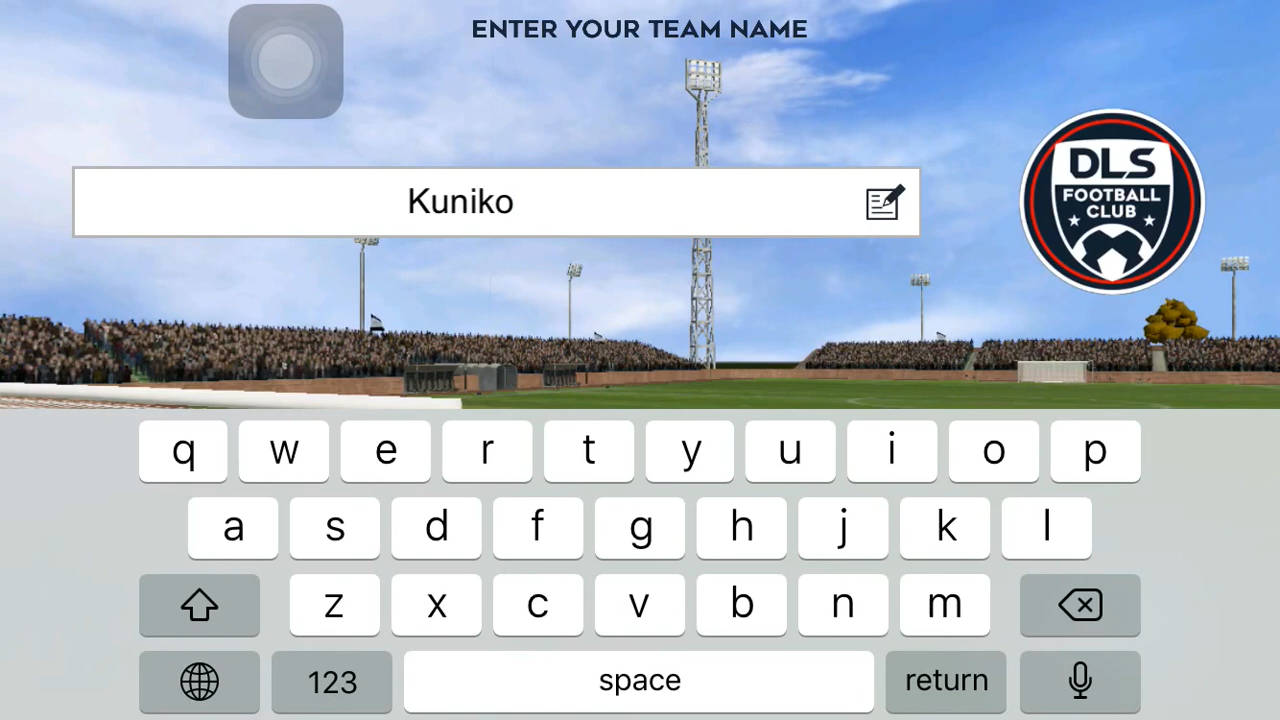 ENTER YOUR TEAM NAME
Kuniko
DLS
FOOTBALL
CLUB
q w e r t y u i o p
a s d f g h j k l
z x c v b n m
123 space return